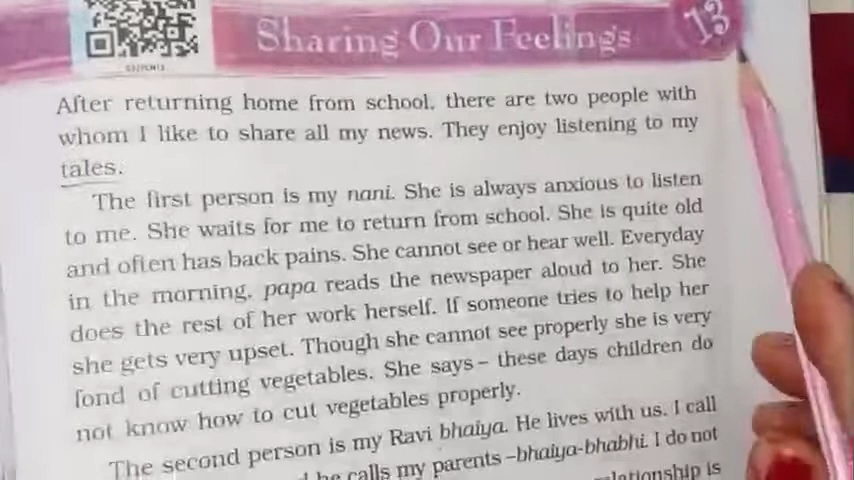 Sharing Our Feelings
13
After returning home from school, there are two people with
whom I like to share all my news. They enjoy listening to my
tales.
The first person is my nani. She is always anxious to listen
to me. She waits for me to return from school. She is quite old
and often has back pains. She cannot see or hear well. Everyday
in the morning, papa reads the newspaper aloud to her. She
does the rest of her work herself. If someone tries to help her
she gets very upset. Though she cannot see properly she is very
fond of cutting vegetables. She says – these days children do
not know how to cut vegetables properly.
The second person is my Ravi bhaiya. He lives with us. I call
he calls my parents –bhaiya-bhabhi. I do not
relationship is